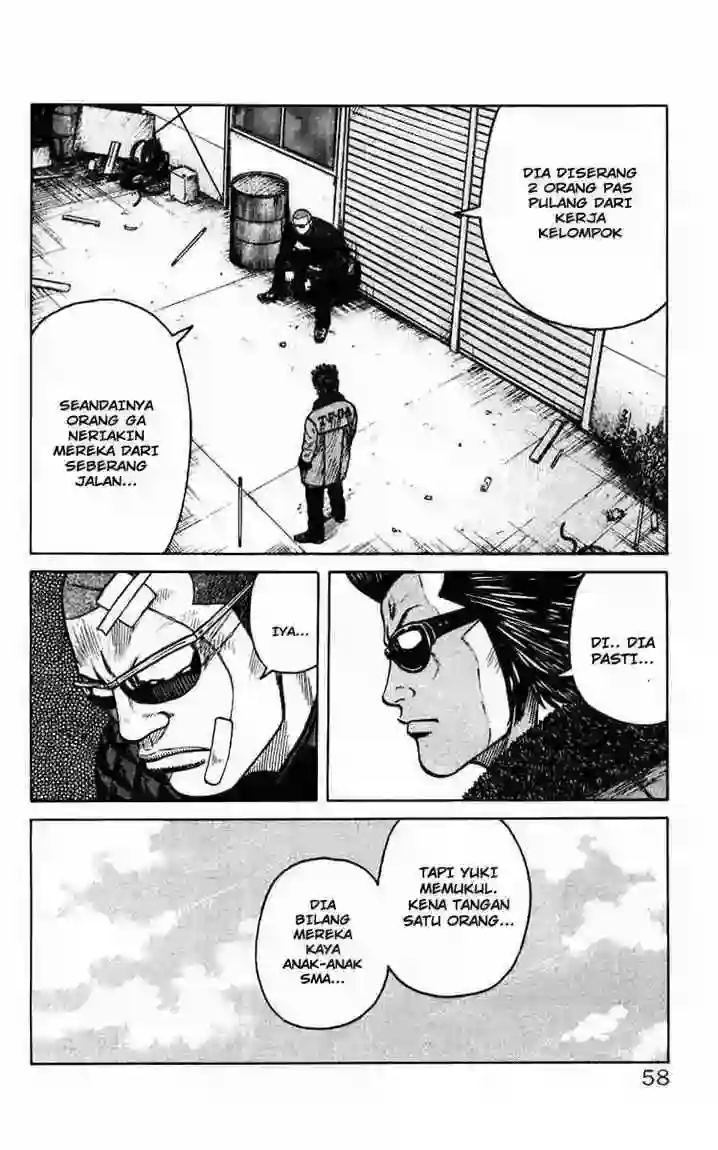 DIA DISERANG
2 ORANG PAS
PULANG DARI
KERJA
KELOMPOK
SEANDAINYA
ORANG GA
NERIAKIN
MEREKA DARI
SEBERANG
JALAN...
DI.. DIA
PASTI...
IYA...
TAPI YUKI
MEMUKUL.
KENA TANGAN
SATU ORANG...
DIA
BILANG
MEREKA
KAYA
ANAK-ANAK
SMA...
58